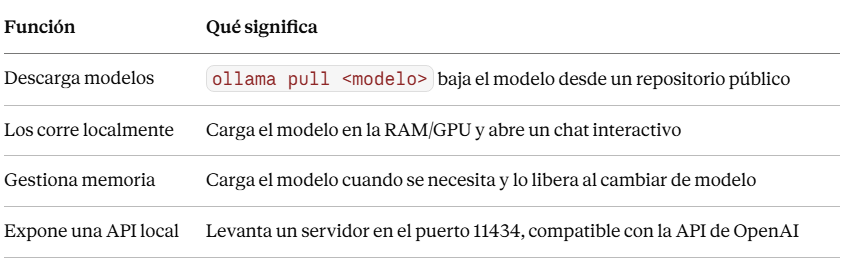 Función Qué significa
Descarga modelos ollama pull <modelo> baja el modelo desde un repositorio público
Los corre localmente Carga el modelo en la RAM/GPU y abre un chat interactivo
Gestiona memoria Carga el modelo cuando se necesita y lo libera al cambiar de modelo
Expone una API local Levanta un servidor en el puerto 11434, compatible con la API de OpenAI